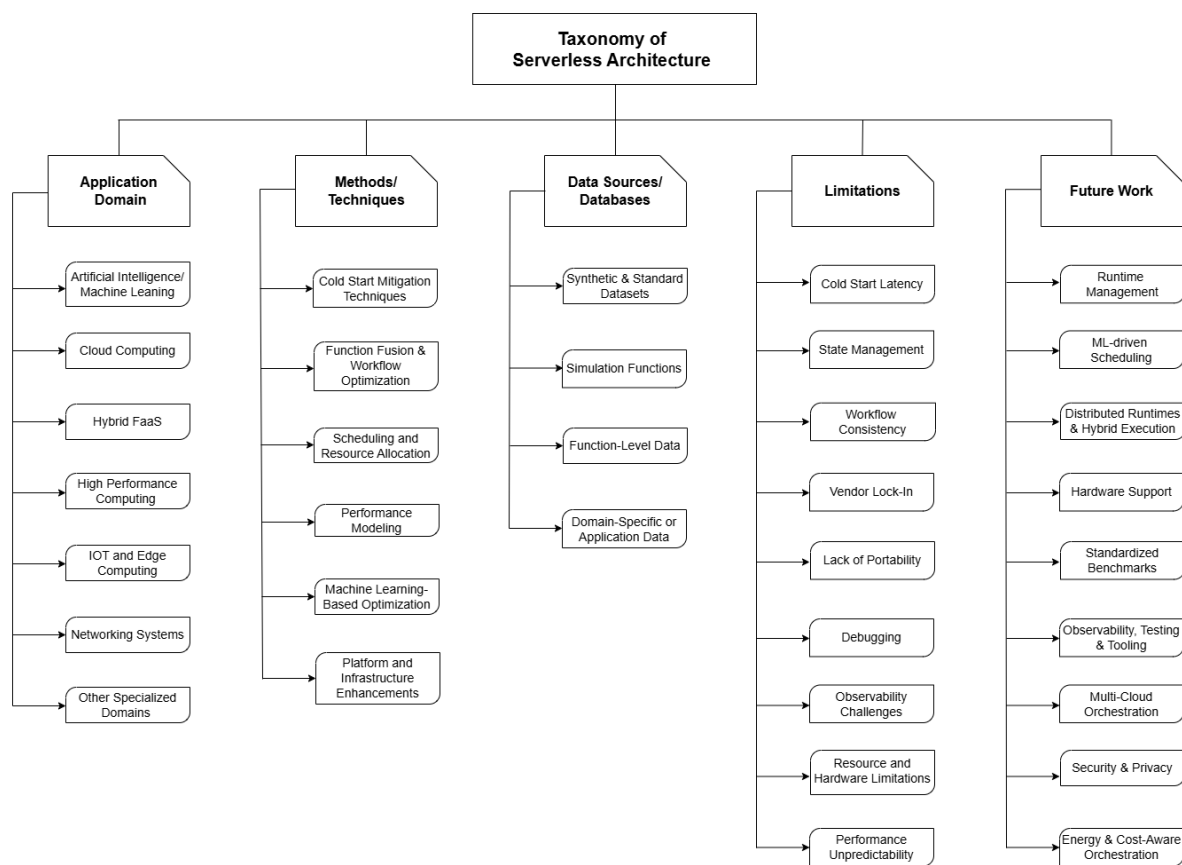 Taxonomy of
Serverless Architecture
Application
Domain
Artificial Intelligence/
Machine Leaning
Cloud Computing
Hybrid FaaS
High Performance
Computing
IOT and Edge
Computing
Networking Systems
Other Specialized
Domains
Methods/
Techniques
Cold Start Mitigation
Techniques
Function Fusion &
Workflow
Optimization
Scheduling and
Resource Allocation
Performance
Modeling
Machine Learning-
Based Optimization
Platform and
Infrastructure
Enhancements
Data Sources/
Databases
Synthetic & Standard
Datasets
Simulation Functions
Function-Level Data
Domain-Specific or
Application Data
Limitations
Cold Start Latency
State Management
Workflow
Consistency
Vendor Lock-In
Lack of Portability
Debugging
Observability
Challenges
Resource and
Hardware Limitations
Performance
Unpredictability
Future Work
Runtime
Management
ML-driven
Scheduling
Distributed Runtimes
& Hybrid Execution
Hardware Support
Standardized
Benchmarks
Observability, Testing
& Tooling
Multi-Cloud
Orchestration
Security & Privacy
Energy & Cost-Aware
Orchestration